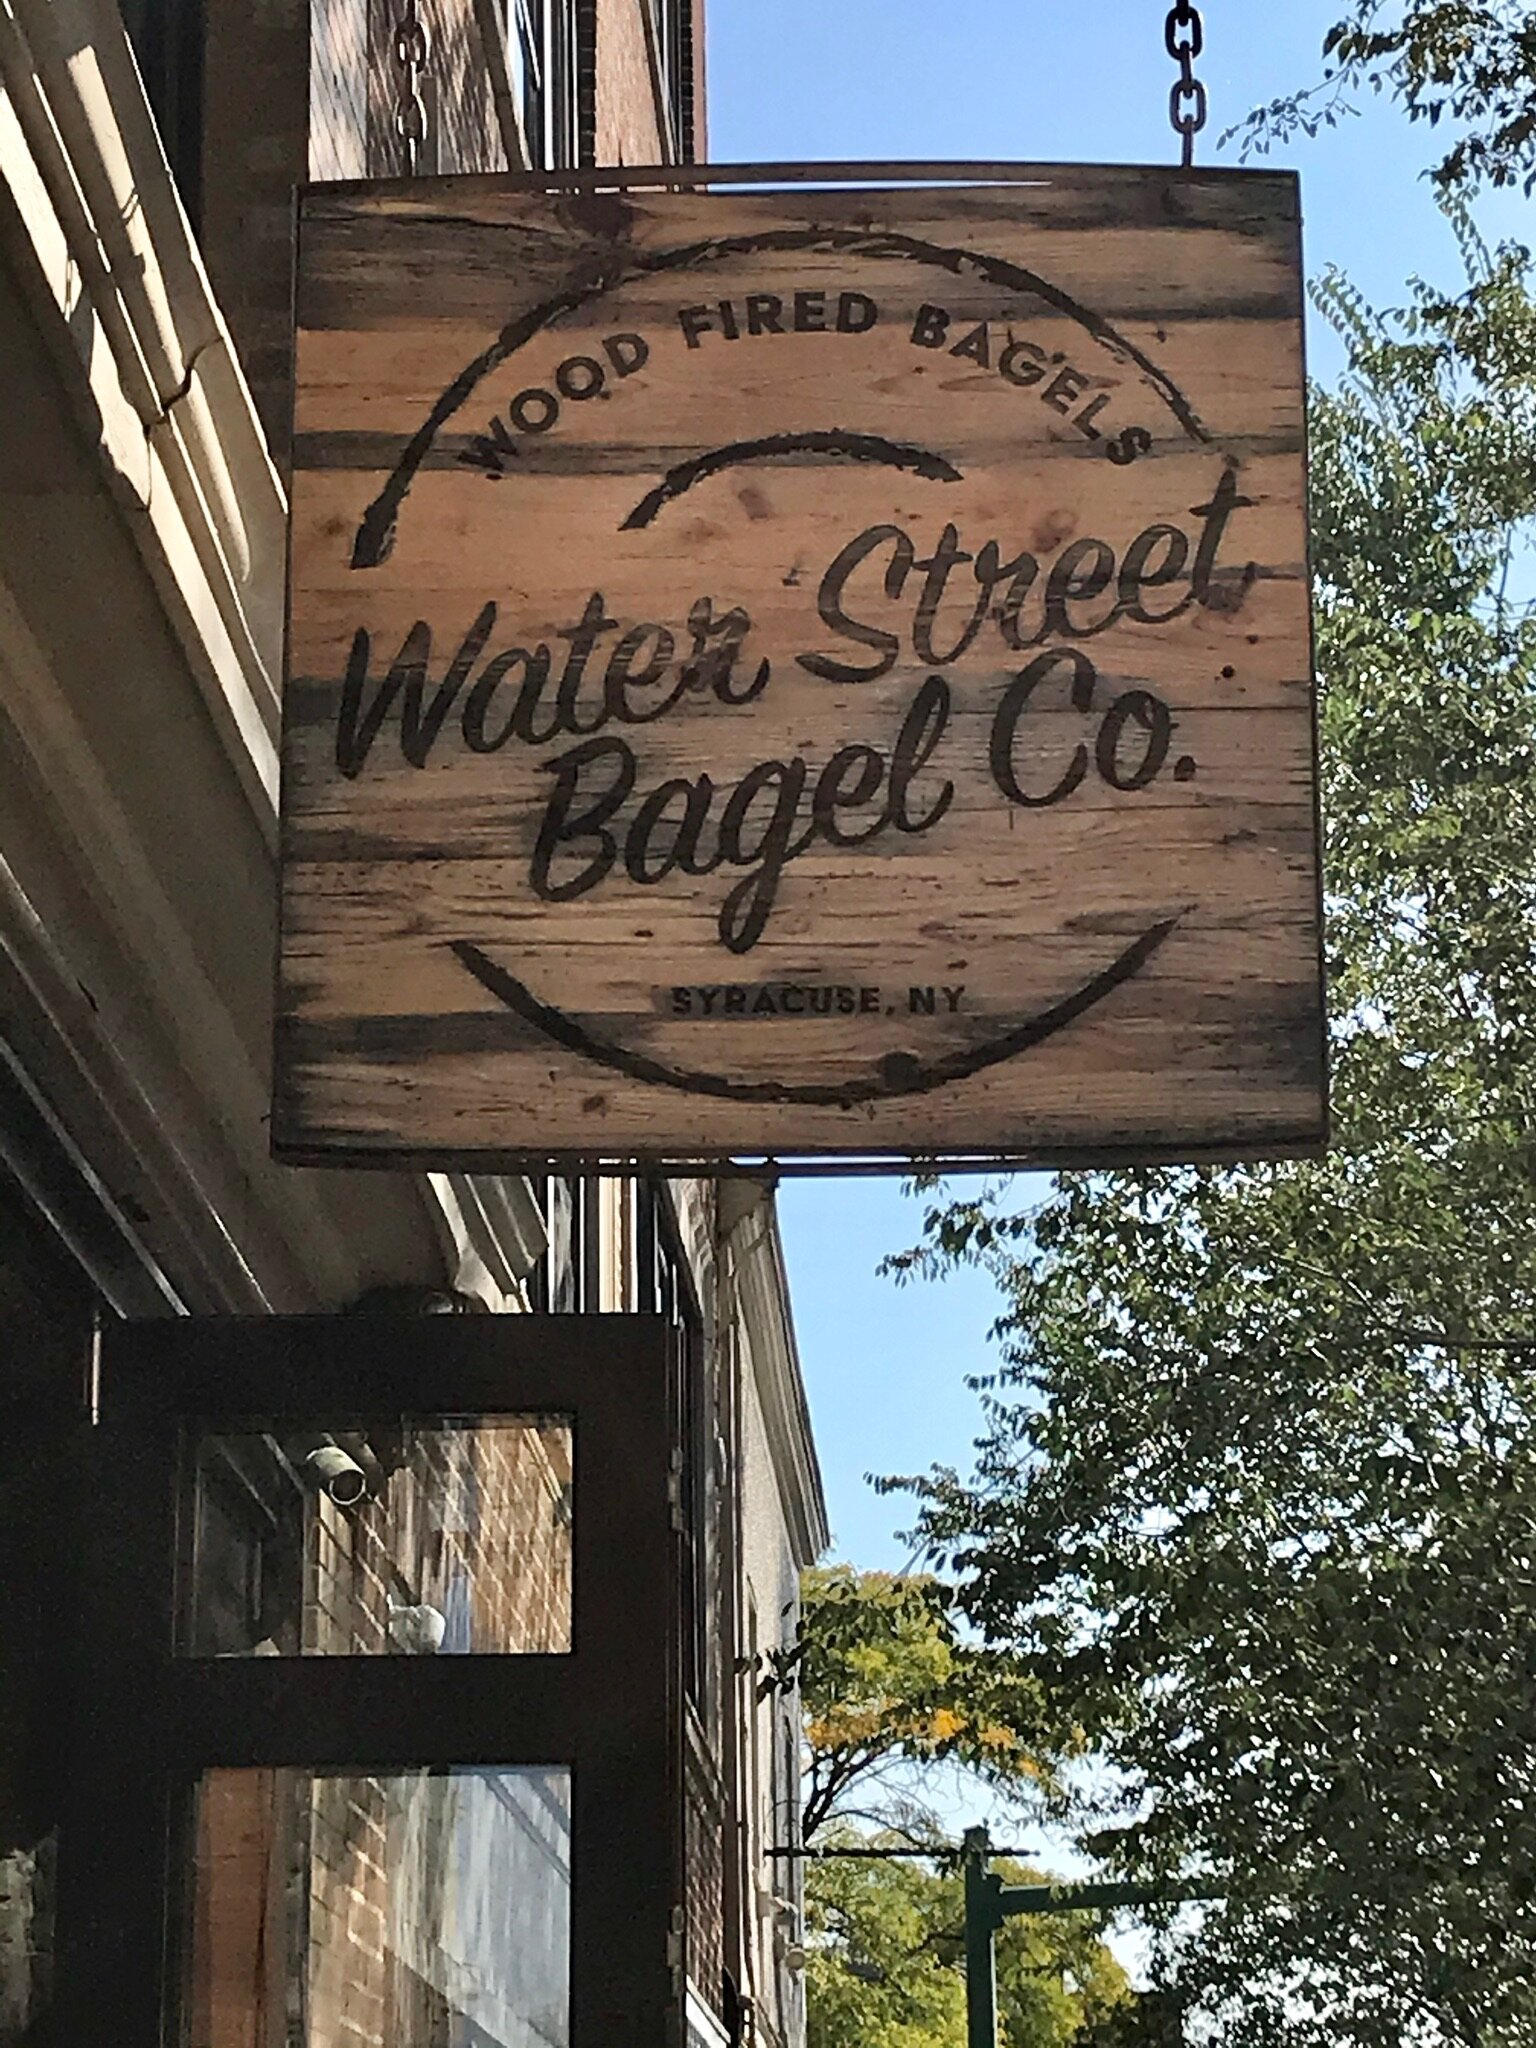 WOOD FIRED BAGELS
Water Street
Bagel Co.
SYRACUSE, NY